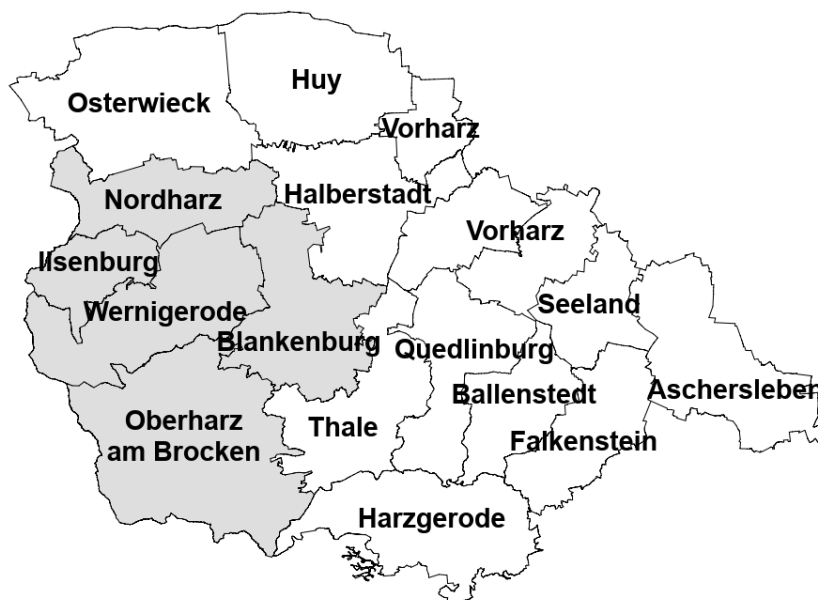 Huy
Osterwieck
Vorharz
Halberstadt
Nordharz
Vorharz
Ilsenburg
Seeland
Wernigerode
Blankenburg
Quedlinburg
Aschersleben
Ballenstedt
Oberharz
am Brocken
Thale
Falkenstein
Harzgerode